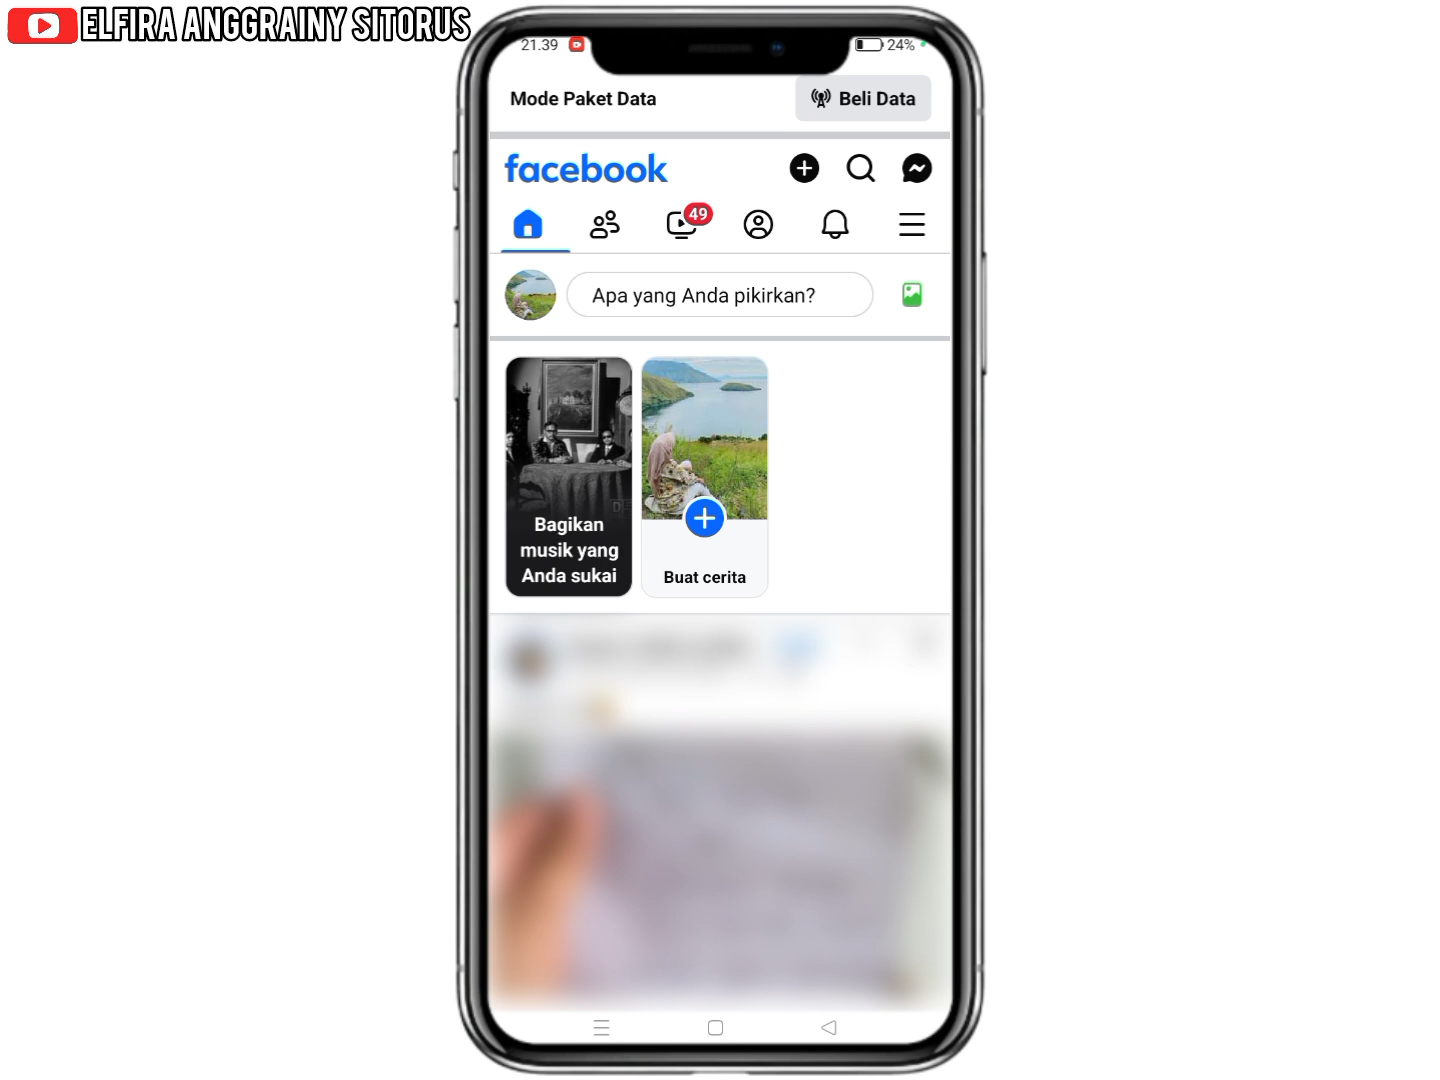 ELFIRA ANGGRAINY SITORUS
21.39
24%
Mode Paket Data
Beli Data
facebook
49
Apa yang Anda pikirkan?
Bagikan
musik yang
Anda sukai
Buat cerita